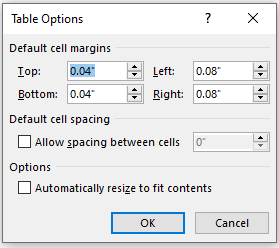 Table Options ? ×
Default cell margins
Top: 0.04" Left: 0.08"
Bottom: 0.04" Right: 0.08"
Default cell spacing
Allow spacing between cells 0"
Options
Automatically resize to fit contents
OK Cancel